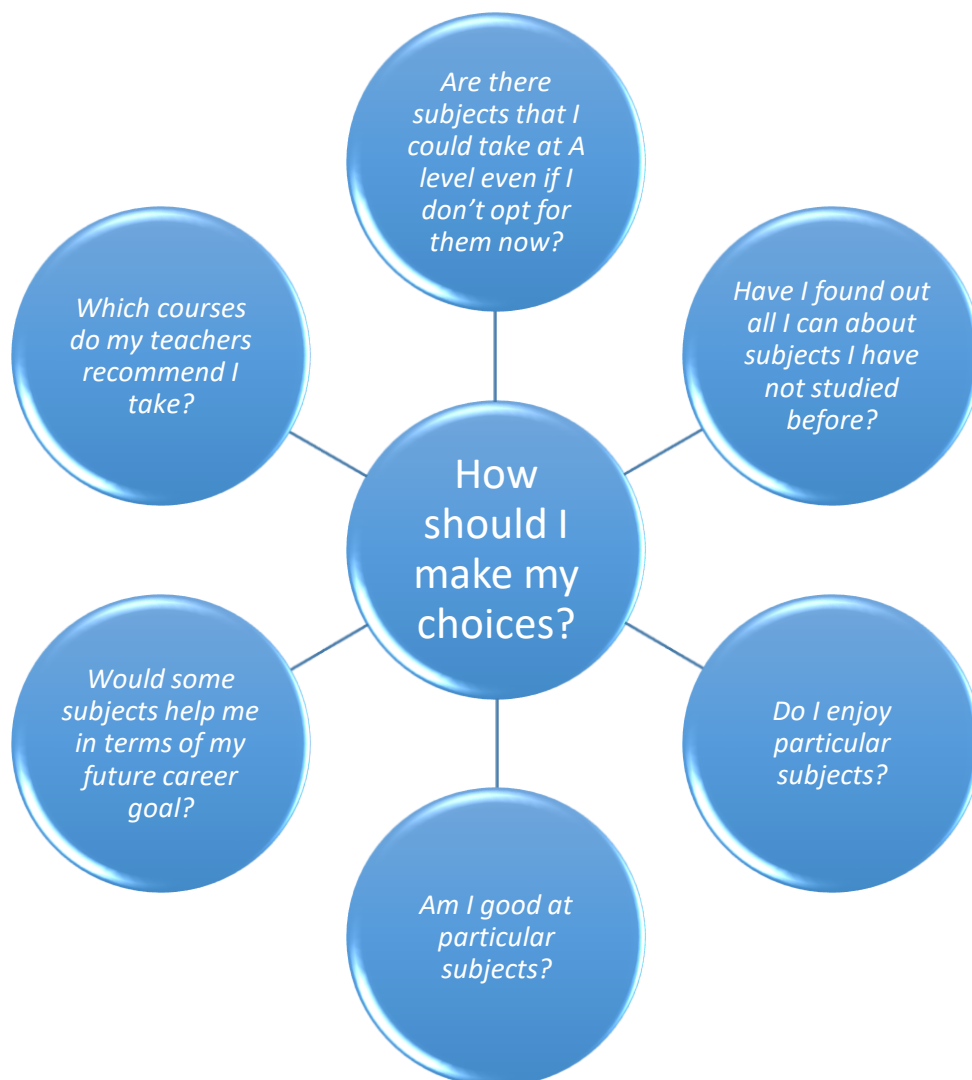 Are there
subjects that I
could take at A
level even if I
don’t opt for
them now?
Have I found out
all I can about
subjects I have
not studied
before?
Do I enjoy
particular
subjects?
Am I good at
particular
subjects?
Would some
subjects help me
in terms of my
future career
goal?
Which courses
do my teachers
recommend I
take?
How
should I
make my
choices?